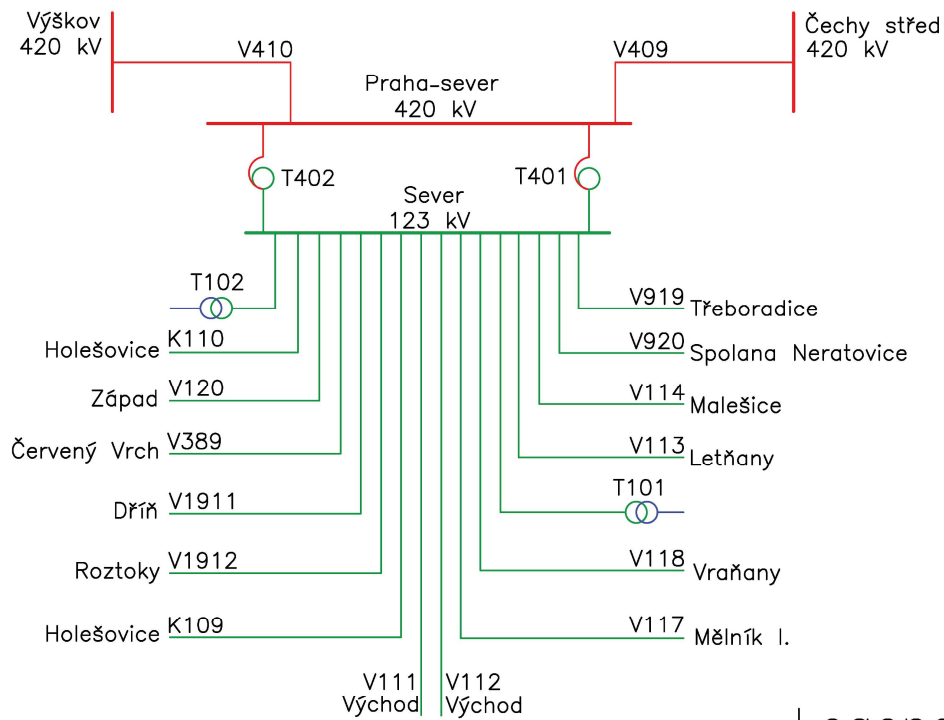 Výškov
420 kV
V410
V409
Čechy střed
420 kV
Praha-sever
420 kV
T402
T401
Sever
123 kV
T102
V919 Třeboradice
Holešovice K110
V920 Spolana Neratovice
Západ V120
V114 Malešice
Červený Vrch V389
V113 Letňany
T101
Dříň V1911
Roztoky V1912
V118 Vraňany
Holešovice K109
V117 Mělník I.
V111
Východ
V112
Východ